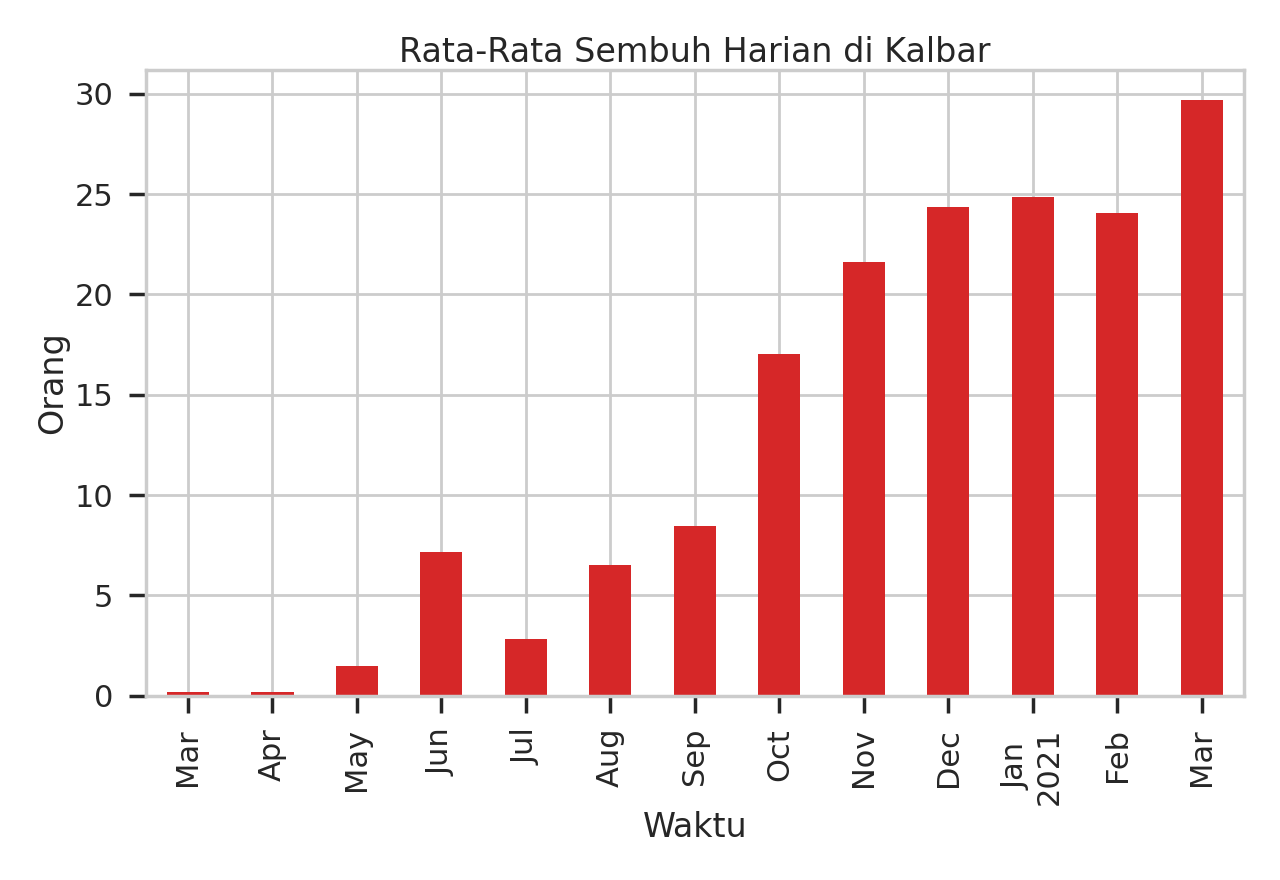 Rata-Rata Sembuh Harian di Kalbar
30
25
20
15
10
5
0
Orang
Mar
Apr
May
Jun
Jul
Aug
Sep
Oct
Nov
Dec
Jan
2021
Feb
Mar
Waktu